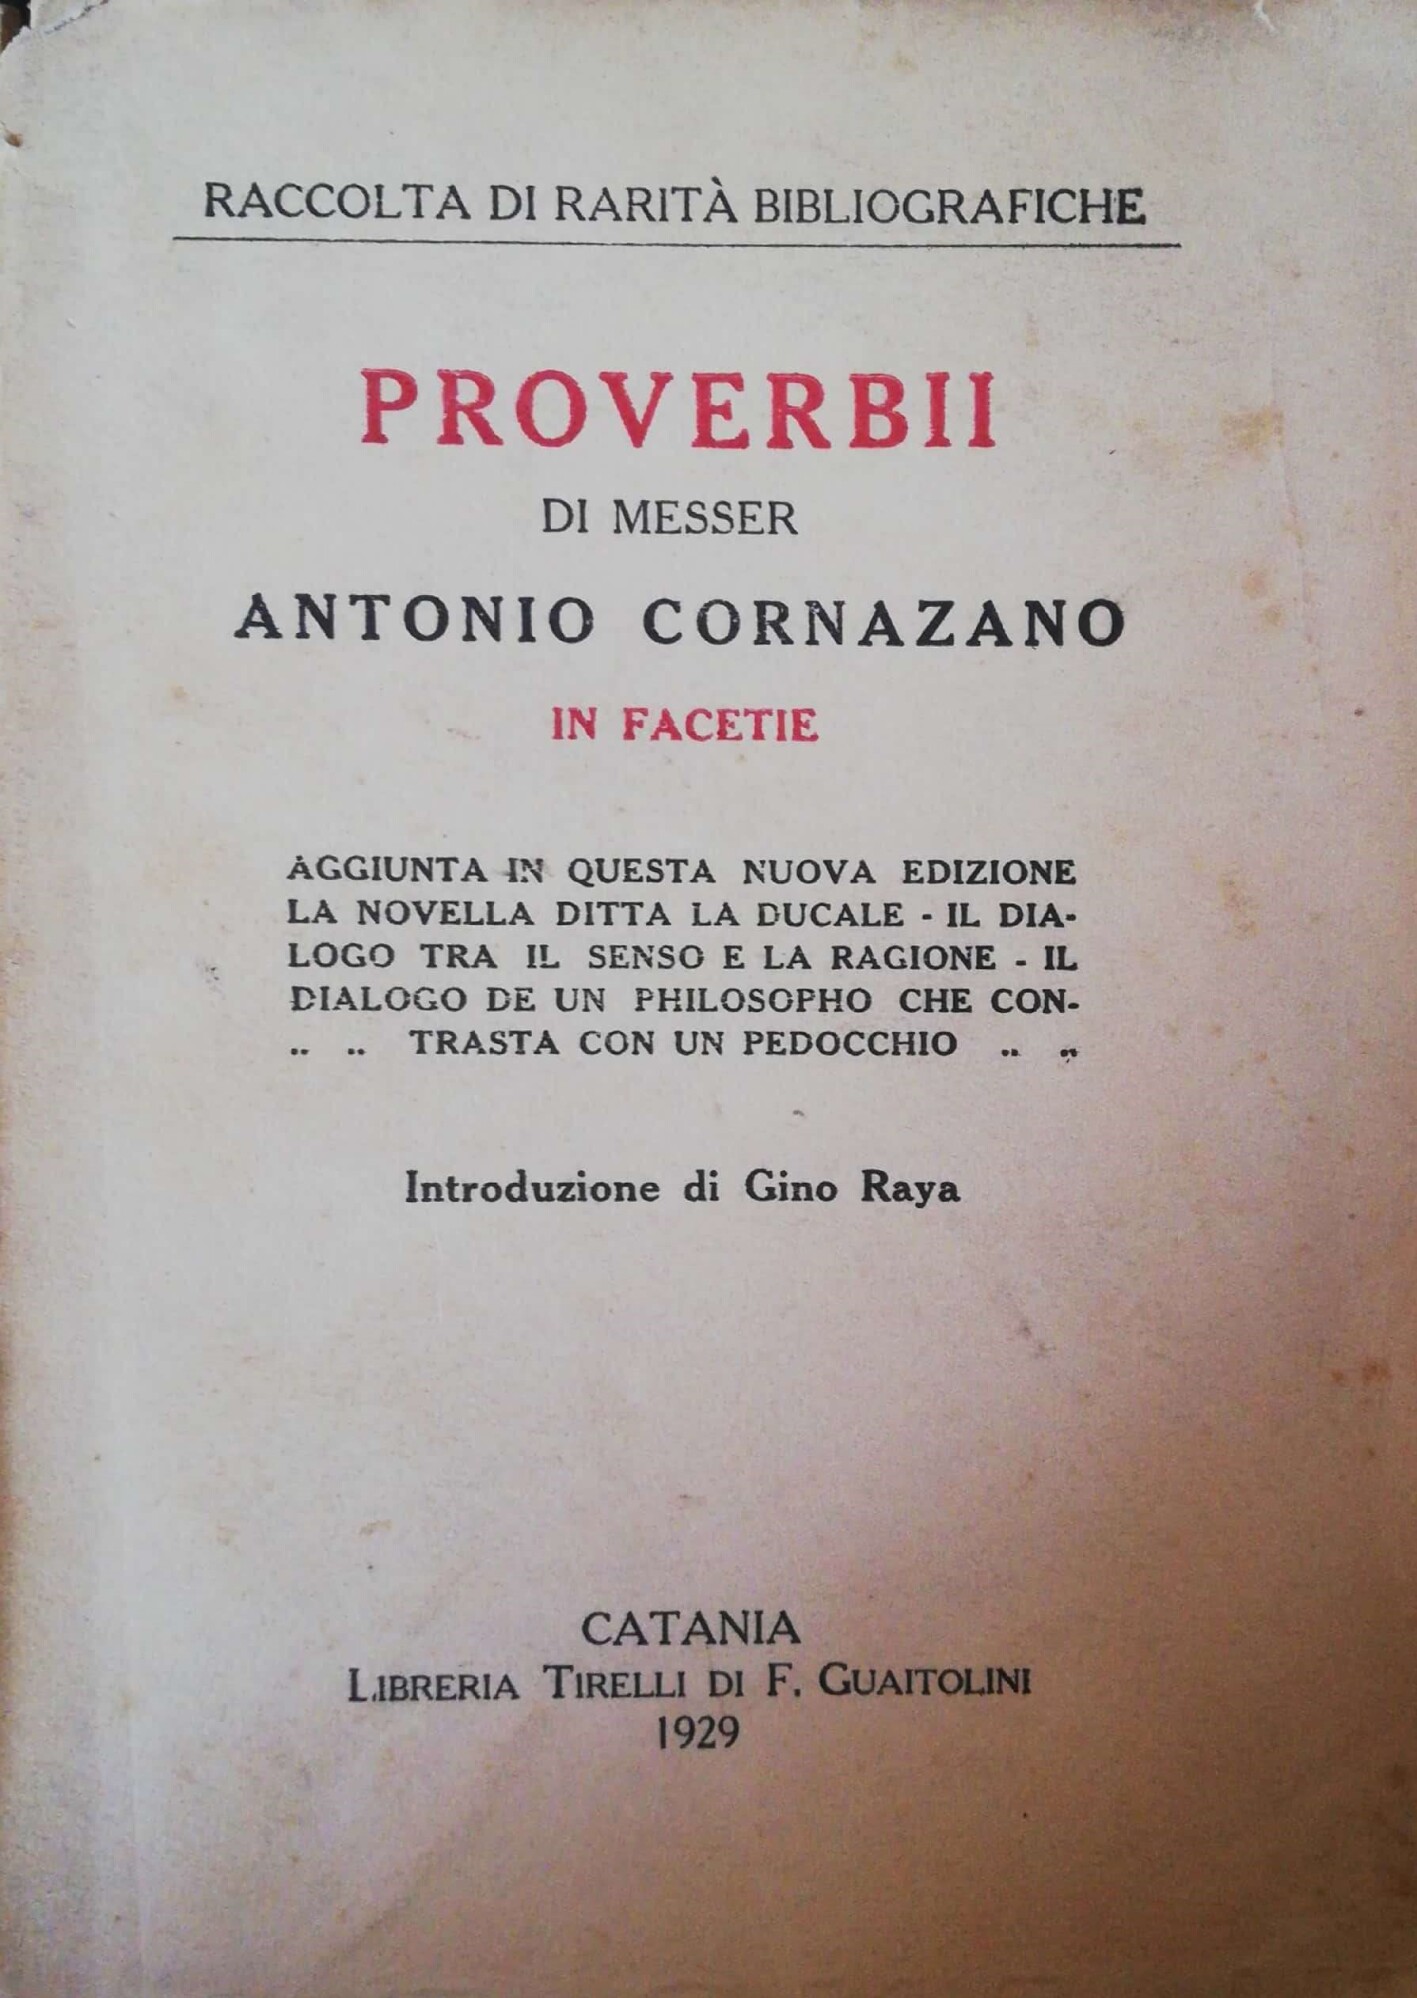 RACCOLTA DI RARITÀ BIBLIOGRAFICHE
PROVERBII
DI MESSER
ANTONIO CORNAZANO
IN FACETIE
AGGIUNTA IN QUESTA NUOVA EDIZIONE
LA NOVELLA DITTA LA DUCALE - IL DIA-
LOGO TRA IL SENSO E LA RAGIONE - IL
DIALOGO DE UN PHILOSOPHO CHE CON-
.. .. TRASTA CON UN PEDOCCHIO .. ..
Introduzione di Gino Raya
CATANIA
LIBRERIA TIRELLI DI F. GUAITOLINI
1929